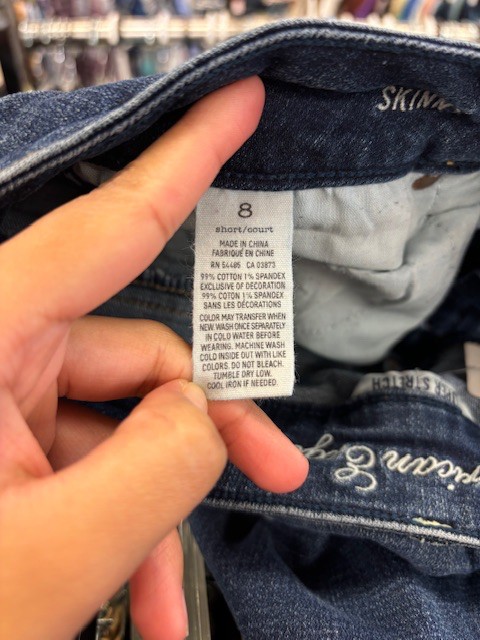 SKINN
8
short/court
MADE IN CHINA
FABRIQUÉ EN CHINE
RN 54485 CA 03873
99% COTTON 1% SPANDEX
EXCLUSIVE OF DECORATION
99% COTON 1% SPANDEX
SANS LES DÉCORATIONS
COLOR MAY TRANSFER WHEN
NEW. WASH ONCE SEPARATELY
IN COLD WATER BEFORE
WEARING. MACHINE WASH
COLD INSIDE OUT WITH LIKE
COLORS. DO NOT BLEACH.
TUMBLE DRY LOW.
COOL IRON IF NEEDED.
STRETCH
rican Eag